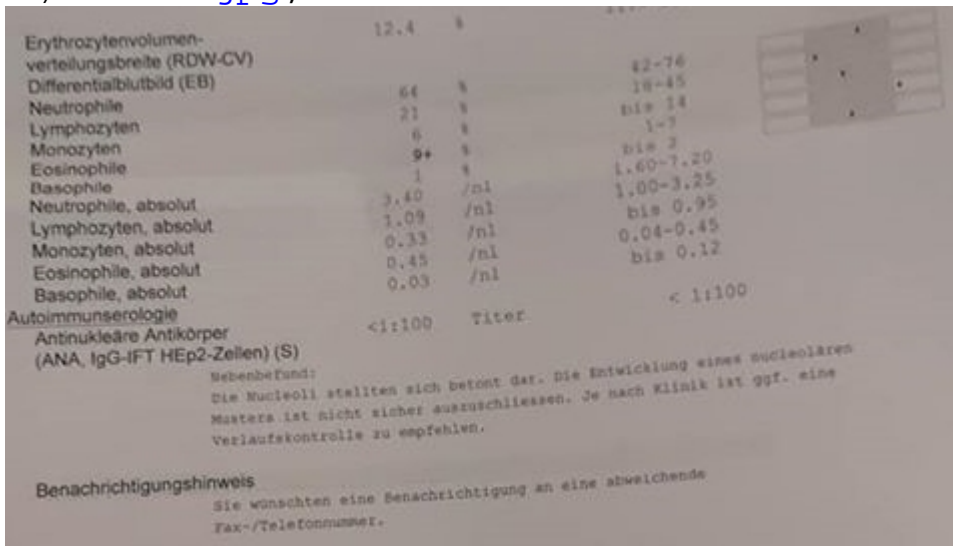 Erythrozytenvolumen- 12.4 %
verteilungsbreite (RDW-CV)
Differentialblutbild (EB)
Neutrophile 64 % 42-76
Lymphozyten 21 % 18-45
Monozyten 6 % bis 14
Eosinophile 9+ % 1-7
Basophile 1 %
Neutrophile, absolut 3.40 /nl 1.60-7.20
Lymphozyten, absolut 1.09 /nl 1.00-3.25
Monozyten, absolut 0.33 /nl bis 0.95
Eosinophile, absolut 0.45 /nl 0.04-0.45
Basophile, absolut 0.03 /nl bis 0.12
Autoimmunserologie
Antinukleäre Antikörper <1:100 Titer < 1:100
(ANA, IgG-IFT HEp2-Zellen) (S)
Nebenbefund:
Die Nucleoli stellten sich betont dar. Die Entwicklung eines nucleolären
Musters ist nicht sicher auszuschliessen. Je nach Klinik ist ggf. eine
Verlaufskontrolle zu empfehlen.
Benachrichtigungshinweis
Sie wünschten eine Benachrichtigung an eine abweichende
Fax-/Telefonnummer.